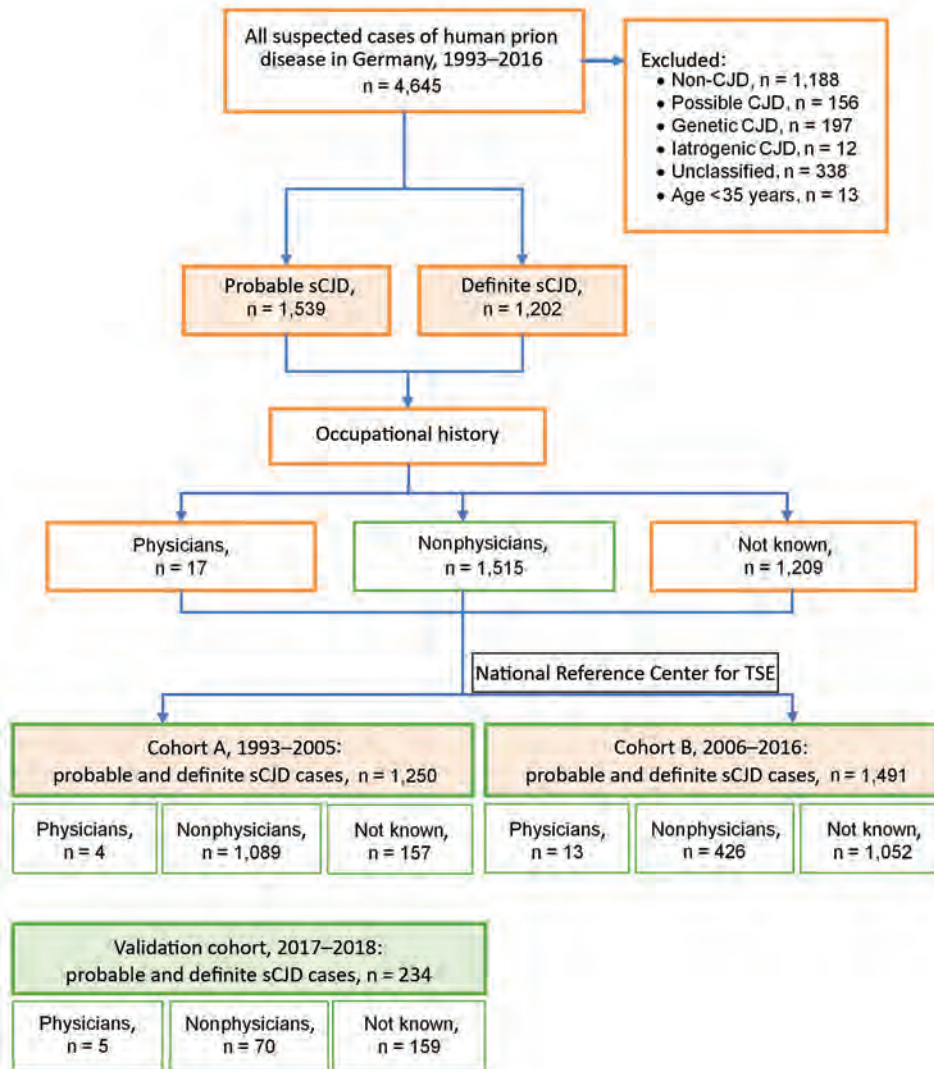 All suspected cases of human prion
disease in Germany, 1993–2016
n = 4,645
Excluded:
• Non-CJD, n = 1,188
• Possible CJD, n = 156
• Genetic CJD, n = 197
• Iatrogenic CJD, n = 12
• Unclassified, n = 338
• Age <35 years, n = 13
Probable sCJD,
n = 1,539
Definite sCJD,
n = 1,202
Occupational history
Physicians,
n = 17
Nonphysicians,
n = 1,515
Not known,
n = 1,209
National Reference Center for TSE
Cohort A, 1993–2005:
probable and definite sCJD cases, n = 1,250
Physicians,
n = 4
Nonphysicians,
n = 1,089
Not known,
n = 157
Cohort B, 2006–2016:
probable and definite sCJD cases, n = 1,491
Physicians,
n = 13
Nonphysicians,
n = 426
Not known,
n = 1,052
Validation cohort, 2017–2018:
probable and definite sCJD cases, n = 234
Physicians,
n = 5
Nonphysicians,
n = 70
Not known,
n = 159